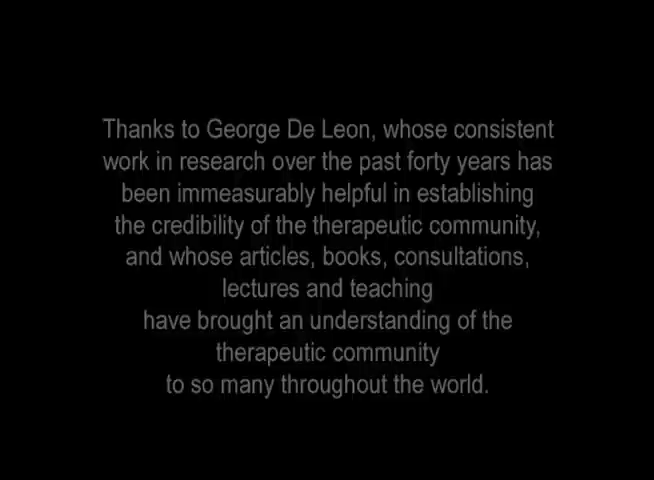 Thanks to George De Leon, whose consistent
work in research over the past forty years has
been immeasurably helpful in establishing
the credibility of the therapeutic community,
and whose articles, books, consultations,
lectures and teaching
have brought an understanding of the
therapeutic community
to so many throughout the world.